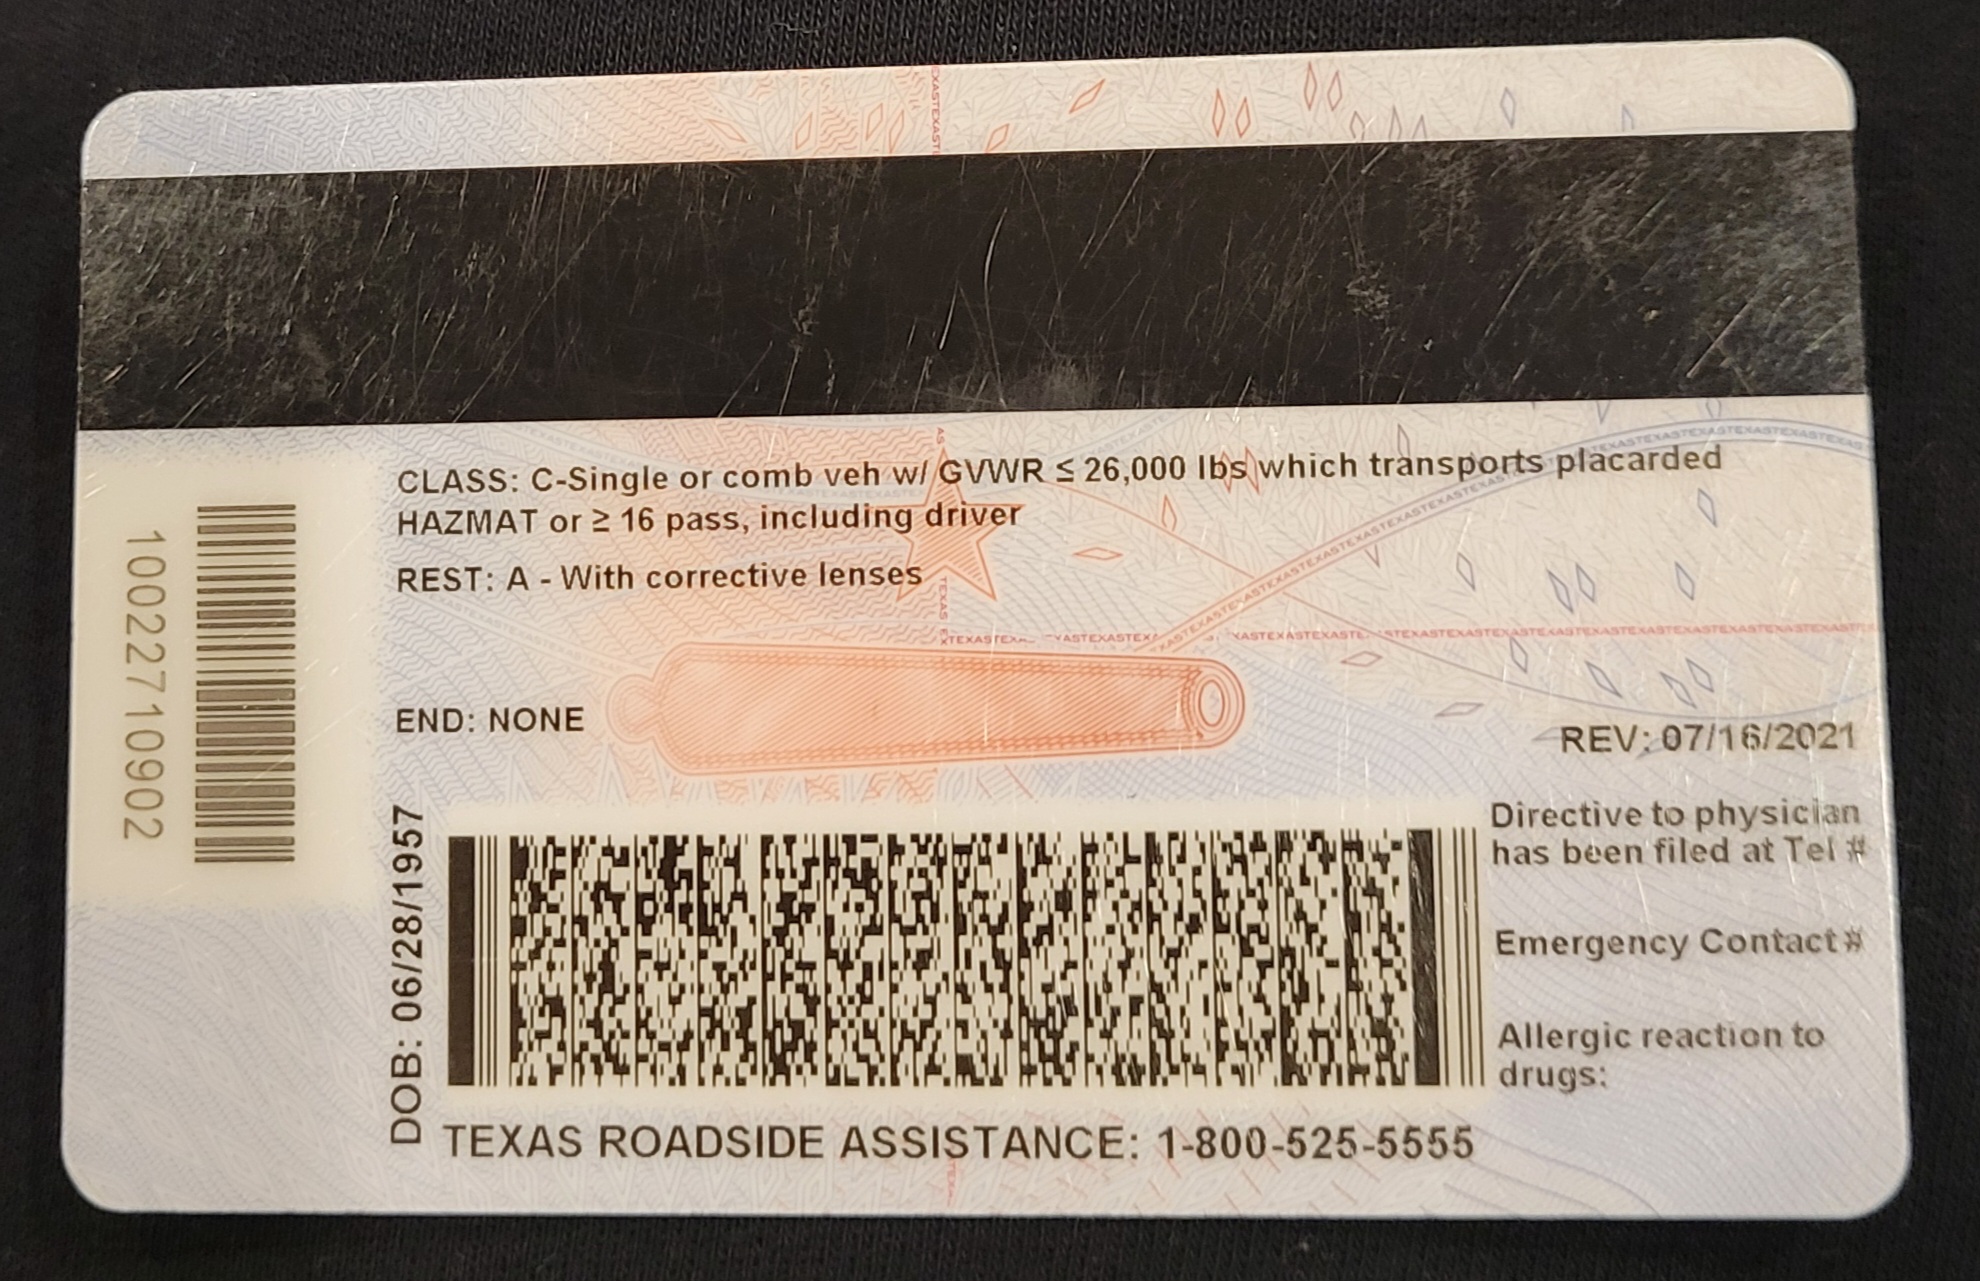 CLASS: C-Single or comb veh w/ GVWR ≤ 26,000 lbs which transports placarded
HAZMAT or ≥ 16 pass, including driver
REST: A - With corrective lenses
END: NONE
REV: 07/16/2021
10022710902
DOB: 06/28/1957
Directive to physician
has been filed at Tel #
Emergency Contact #
Allergic reaction to
drugs:
TEXAS ROADSIDE ASSISTANCE: 1-800-525-5555